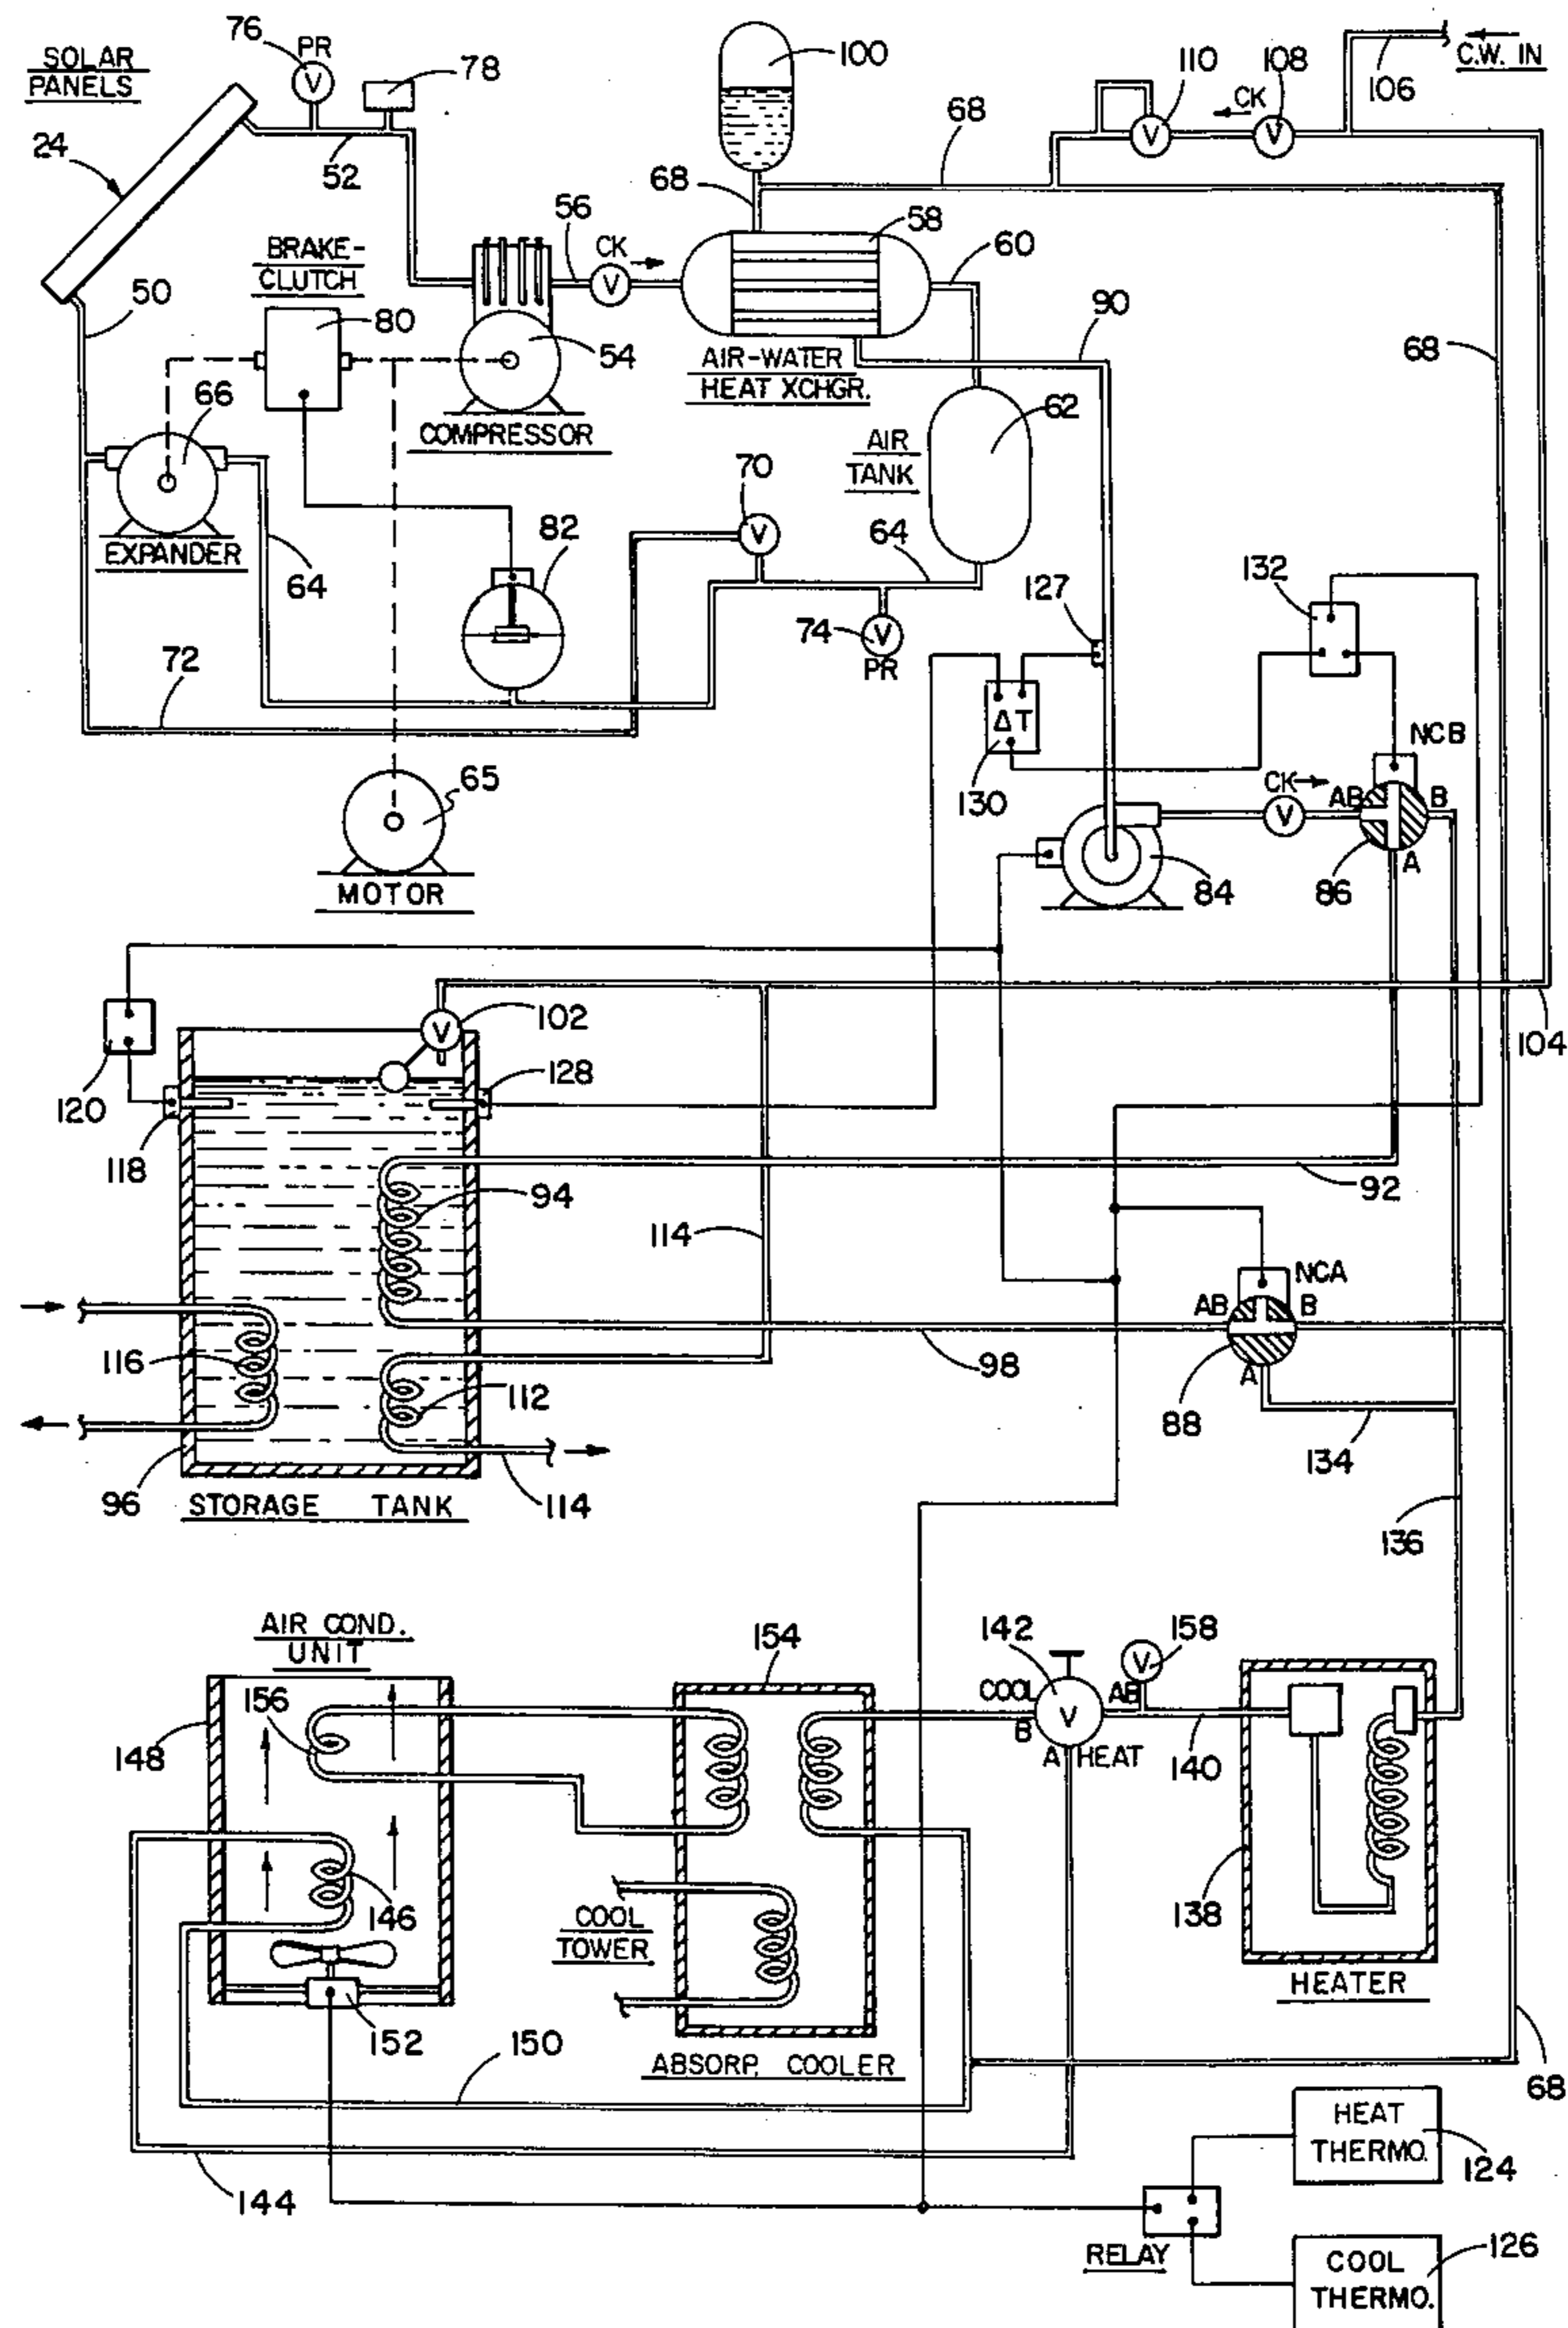 SOLAR
PANELS
76
PR
V
78
100
110
CK
108
V
V
C.W. IN
106
24
52
68
68
56
CK
V
58
60
BRAKE-
CLUTCH
50
80
54
90
68
AIR-WATER
HEAT XCHGR.
66
COMPRESSOR
62
AIR
TANK
70
V
EXPANDER
64
82
64
127
132
74
V
PR
72
ΔT
130
NCB
65
CK
V
AB
B
A
84
86
MOTOR
V
102
104
120
128
118
94
92
114
NCA
AB
B
116
98
A
112
88
134
96
STORAGE TANK
114
136
AIR COND.
UNIT
154
142
158
V
156
COOL
B
V
AB
148
A
HEAT
140
146
COOL
TOWER
138
HEATER
152
150
ABSORP. COOLER
68
HEAT
THERMO.
124
144
RELAY
COOL
THERMO.
126